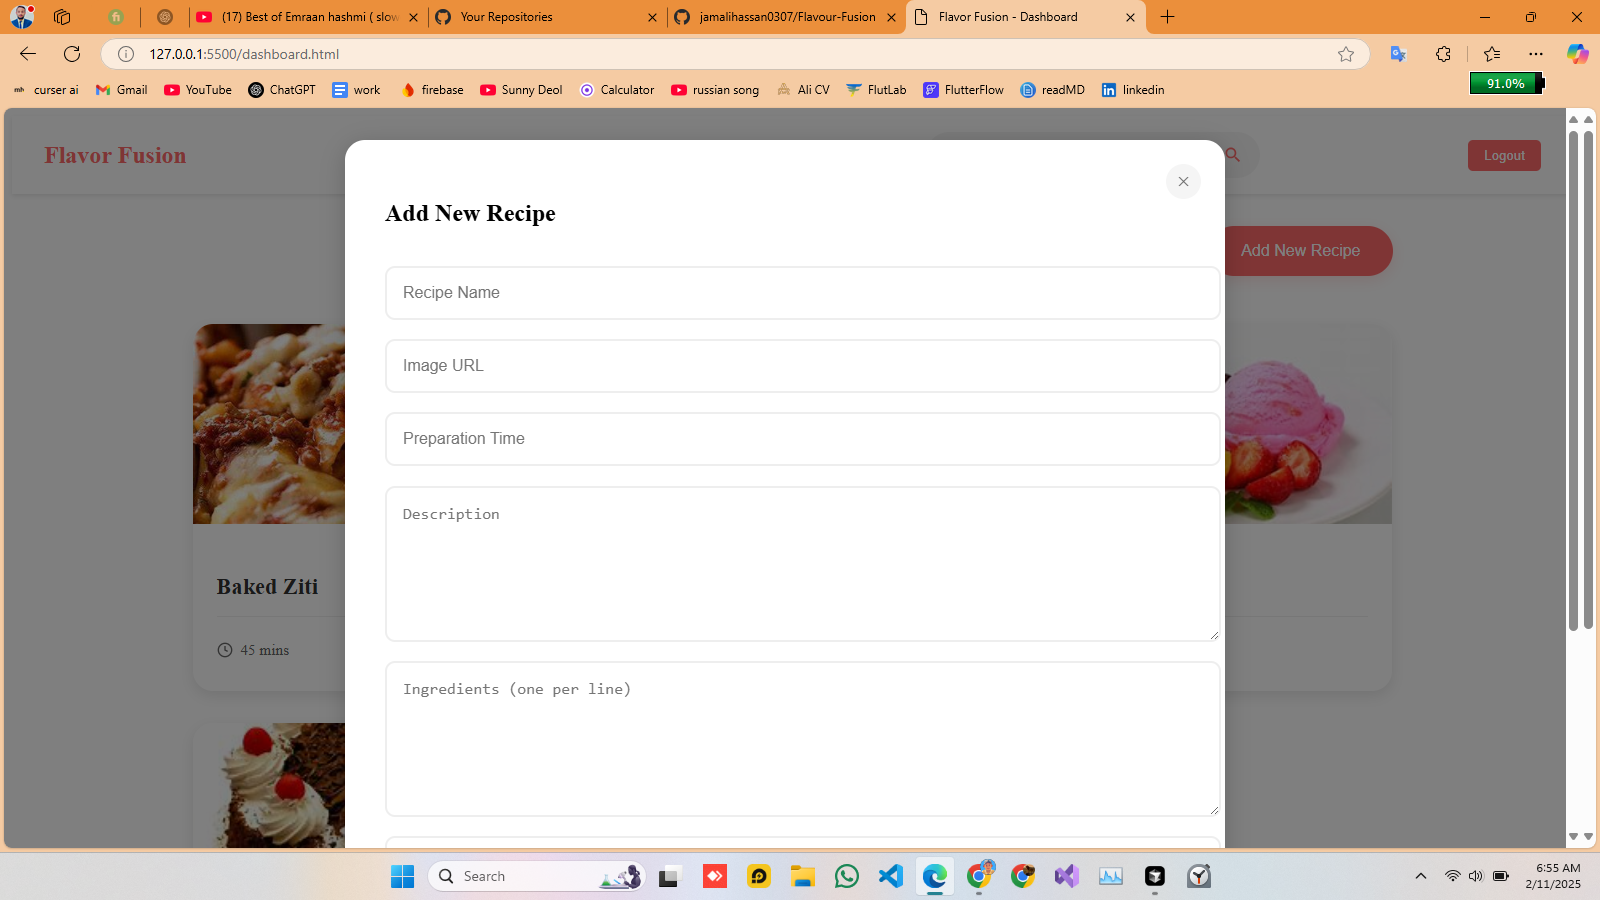 (17) Best of Emraan hashmi ( slow
Your Repositories
jamalihassan0307/Flavour-Fusion
Flavor Fusion - Dashboard
127.0.0.1:5500/dashboard.html
curser ai
Gmail
YouTube
ChatGPT
work
firebase
Sunny Deol
Calculator
russian song
Ali CV
FlutLab
FlutterFlow
readMD
linkedin
91.0%
Flavor Fusion
Logout
Add New Recipe
Add New Recipe
Recipe Name
Image URL
Preparation Time
Description
Ingredients (one per line)
Baked Ziti
45 mins
Search
6:55 AM
2/11/2025